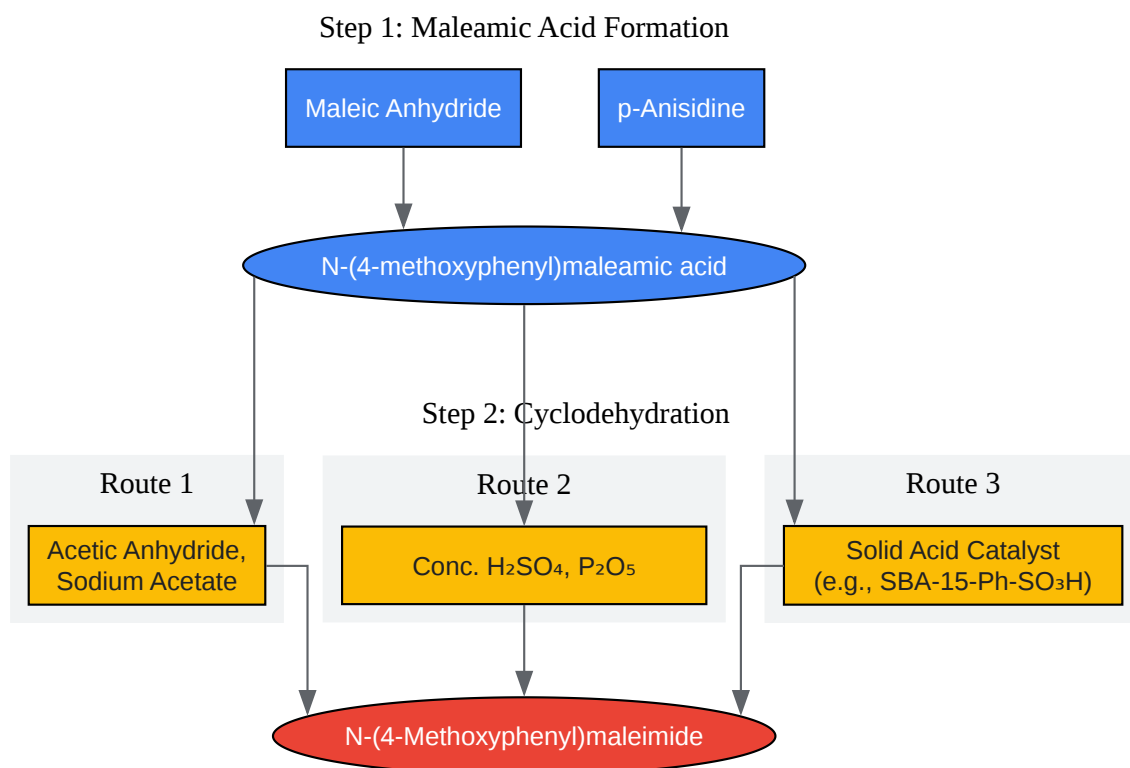 Step 1: Maleamic Acid Formation
Maleic Anhydride
p-Anisidine
N-(4-methoxyphenyl)maleamic acid
Step 2: Cyclodehydration
Route 1
Route 2
Route 3
Acetic Anhydride,
Sodium Acetate
Conc. H₂SO₄, P₂O₅
Solid Acid Catalyst
(e.g., SBA-15-Ph-SO₃H)
N-(4-Methoxyphenyl)maleimide